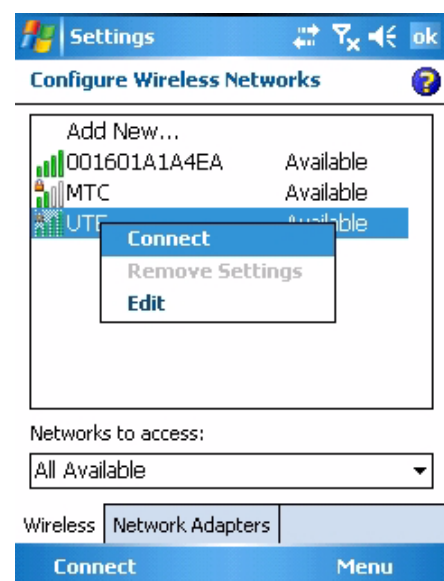 Settings ok
Configure Wireless Networks ?
Add New...
001601A1A4EA Available
MTC Available
Connect
Remove Settings
Edit
Networks to access:
All Available
Wireless Network Adapters
Connect Menu